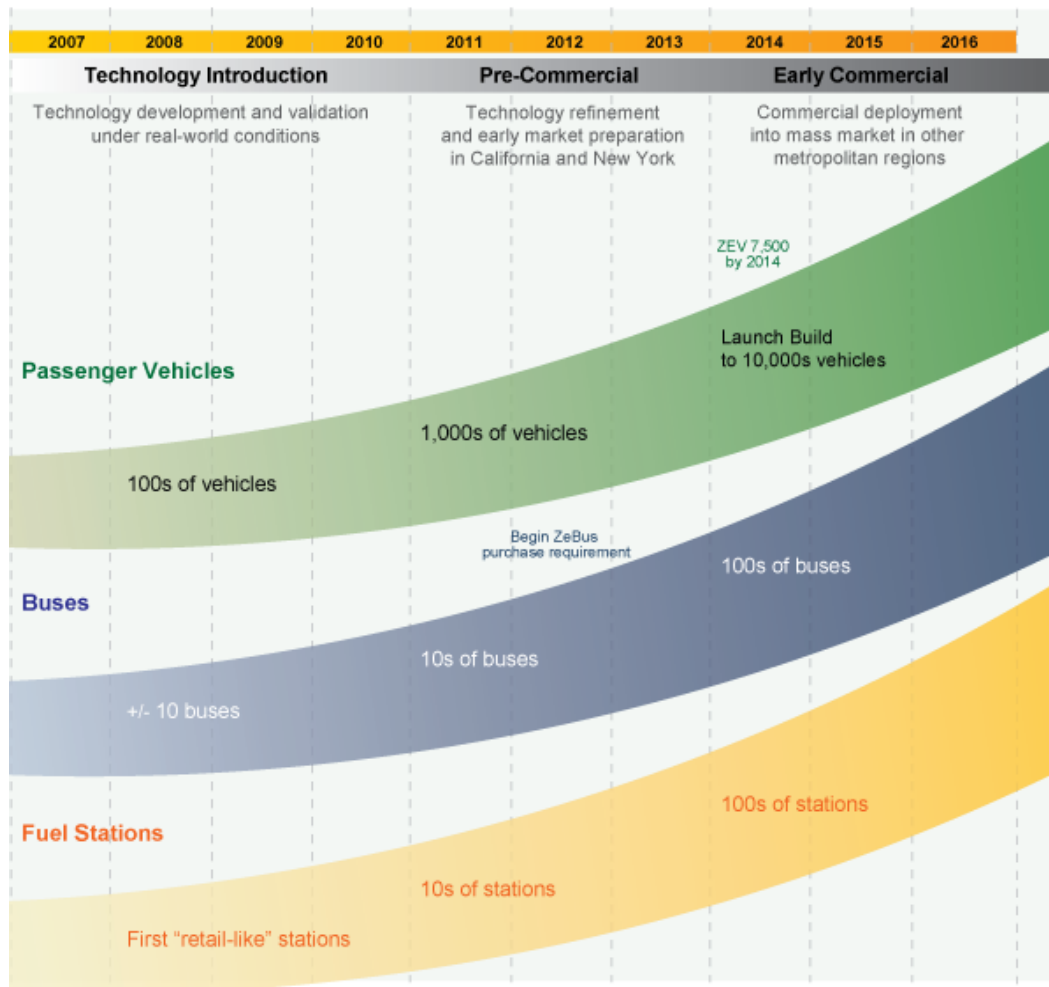 2007 2008 2009 2010 2011 2012 2013 2014 2015 2016
Technology Introduction Pre-Commercial Early Commercial
Technology development and validation
under real-world conditions
Technology refinement
and early market preparation
in California and New York
Commercial deployment
into mass market in other
metropolitan regions
ZEV 7,500
by 2014
Launch Build
to 10,000s vehicles
Passenger Vehicles
1,000s of vehicles
100s of vehicles
Begin ZeBus
purchase requirement
100s of buses
Buses
10s of buses
+/- 10 buses
100s of stations
Fuel Stations
10s of stations
First “retail-like” stations